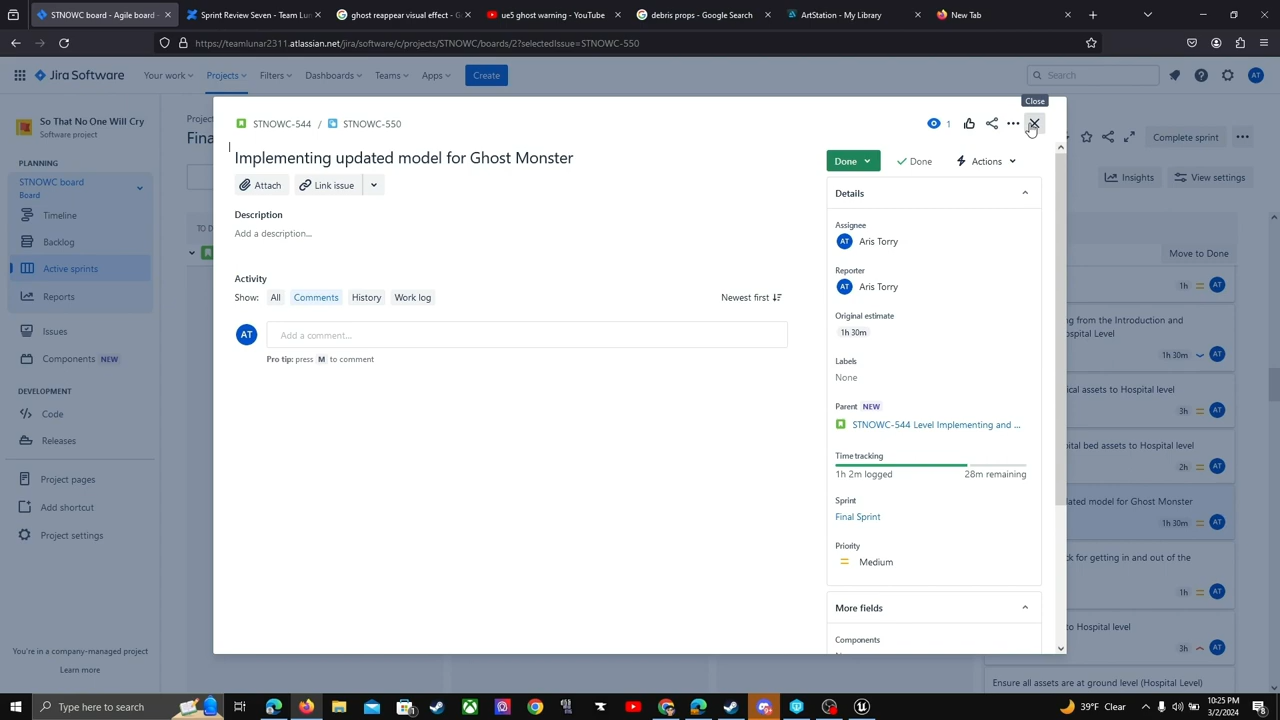 STNOWC board - Agile board -
Sprint Review Sessions - Team Lun
ghost reappear visual effect - G
ue5 ghost warning - YouTube
debris props - Google Search
ArtStation - My Library
New Tab
https://teamlunar2311.atlassian.net/jira/software/c/projects/STNOWC/boards/2?selectedIssue=STNOWC-550
Jira Software
Your work
Projects
Filters
Dashboards
Teams
Apps
Create
Search
Close
So That No One Will Cry
Software project
PLANNING
STNOWC board
Board
Timeline
Backlog
Active sprints
Reports
Issues
Components NEW
DEVELOPMENT
Code
Releases
Project pages
Add shortcut
Project settings
You're in a company-managed project
Learn more
Project
Fina
TO D
STNOWC-544 / STNOWC-550
1
Implementing updated model for Ghost Monster
Attach
Link issue
Description
Add a description...
Activity
Show:
All
Comments
History
Work log
Newest first
AT
Add a comment...
Pro tip: press M to comment
Done
Done
Actions
Details
Assignee
AT Aris Torry
Reporter
AT Aris Torry
Original estimate
1h 30m
Labels
None
Parent NEW
STNOWC-544 Level Implementing and ...
Time tracking
1h 2m logged
28m remaining
Sprint
Final Sprint
Priority
Medium
More fields
Components
AT
Complete sprint
Insights
View settings
Move to Done
1h AT
ng from the Introduction and
Hospital Level
1h 30m AT
ical assets to Hospital level
3h AT
pital bed assets to Hospital level
2h AT
ated model for Ghost Monster
1h 30m AT
ck for getting in and out of the
1h AT
to Hospital level
3h AT
Ensure all assets are at ground level (Hospital Level)
Type here to search
39°F Clear
10:25 PM
3/2/2024